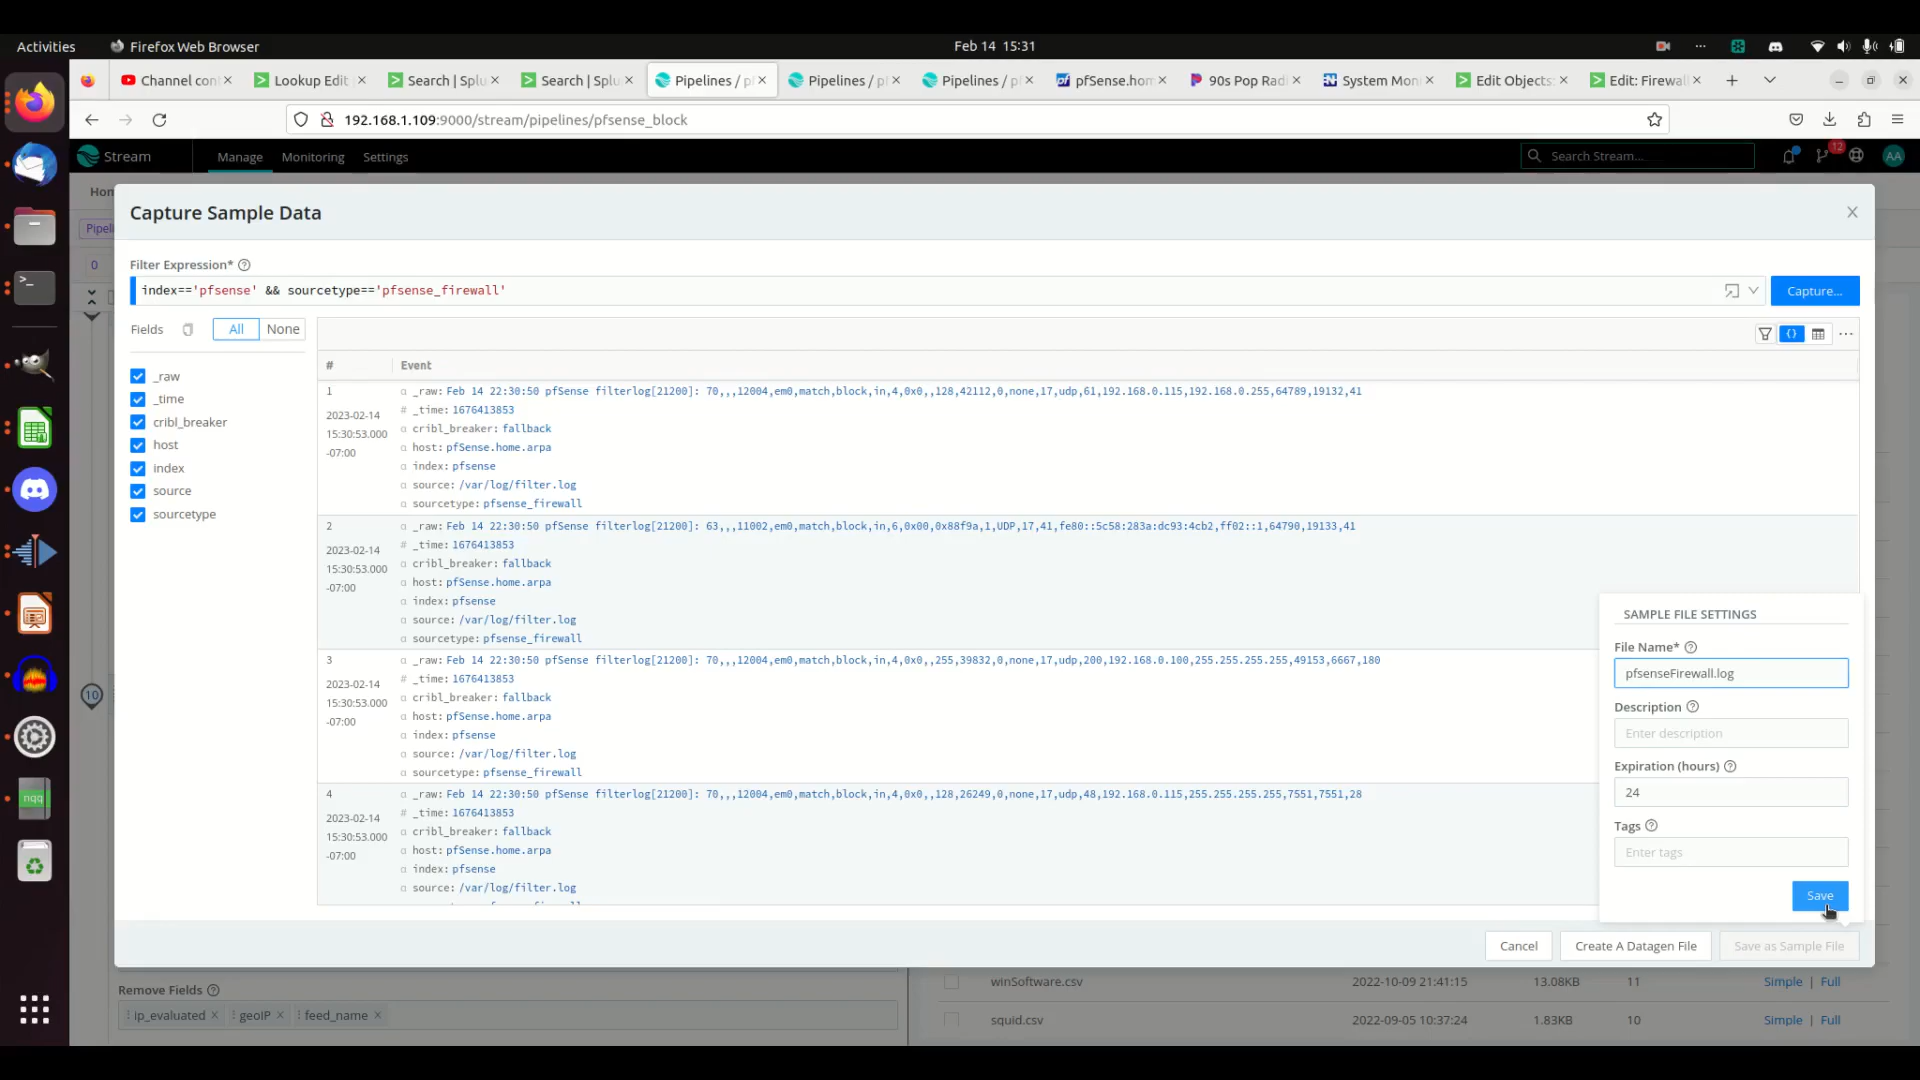 Activities Firefox Web Browser Feb 14 15:31
Channel con Lookup Edit Search | Splu Search | Splu Pipelines / p Pipelines / p Pipelines / p pfSense.hom 90s Pop Radi System Mon Edit Objects: Edit: Firewal
192.168.1.109:9000/stream/pipelines/pfsense_block
Stream Manage Monitoring Settings Search Stream... 12 AA
Hon
Capture Sample Data
Pipeli
0
Filter Expression*
index=='pfsense' && sourcetype=='pfsense_firewall' Capture...
Fields All None
# Event
_raw
_time
cribl_breaker
host
index
source
sourcetype
1
2023-02-14
15:30:53.000
-07:00
α _raw: Feb 14 22:30:50 pfSense filterlog[21200]: 70,,,12004,em0,match,block,in,4,0x0,,128,42112,0,none,17,udp,61,192.168.0.115,192.168.0.255,64789,19132,41
# _time: 1676413853
α cribl_breaker: fallback
α host: pfSense.home.arpa
α index: pfsense
α source: /var/log/filter.log
α sourcetype: pfsense_firewall
2
2023-02-14
15:30:53.000
-07:00
α _raw: Feb 14 22:30:50 pfSense filterlog[21200]: 63,,,11002,em0,match,block,in,6,0x00,0x88f9a,1,UDP,17,41,fe80::5c58:283a:dc93:4cb2,ff02::1,64790,19133,41
# _time: 1676413853
α cribl_breaker: fallback
α host: pfSense.home.arpa
α index: pfsense
α source: /var/log/filter.log
α sourcetype: pfsense_firewall
3
2023-02-14
15:30:53.000
-07:00
α _raw: Feb 14 22:30:50 pfSense filterlog[21200]: 70,,,12004,em0,match,block,in,4,0x0,,255,39832,0,none,17,udp,200,192.168.0.100,255.255.255.255,49153,6667,180
# _time: 1676413853
α cribl_breaker: fallback
α host: pfSense.home.arpa
α index: pfsense
α source: /var/log/filter.log
α sourcetype: pfsense_firewall
4
2023-02-14
15:30:53.000
-07:00
α _raw: Feb 14 22:30:50 pfSense filterlog[21200]: 70,,,12004,em0,match,block,in,4,0x0,,128,26249,0,none,17,udp,48,192.168.0.115,255.255.255.255,7551,7551,28
# _time: 1676413853
α cribl_breaker: fallback
α host: pfSense.home.arpa
α index: pfsense
α source: /var/log/filter.log
SAMPLE FILE SETTINGS
File Name*
pfsenseFirewall.log
Description
Enter description
Expiration (hours)
24
Tags
Enter tags
Save
10
nqq
Cancel Create A Datagen File Save as Sample File
Remove Fields
ip_evaluated geoIP feed_name
winSoftware.csv 2022-10-09 21:41:15 13.08KB 11 Simple | Full
squid.csv 2022-09-05 10:37:24 1.83KB 10 Simple | Full